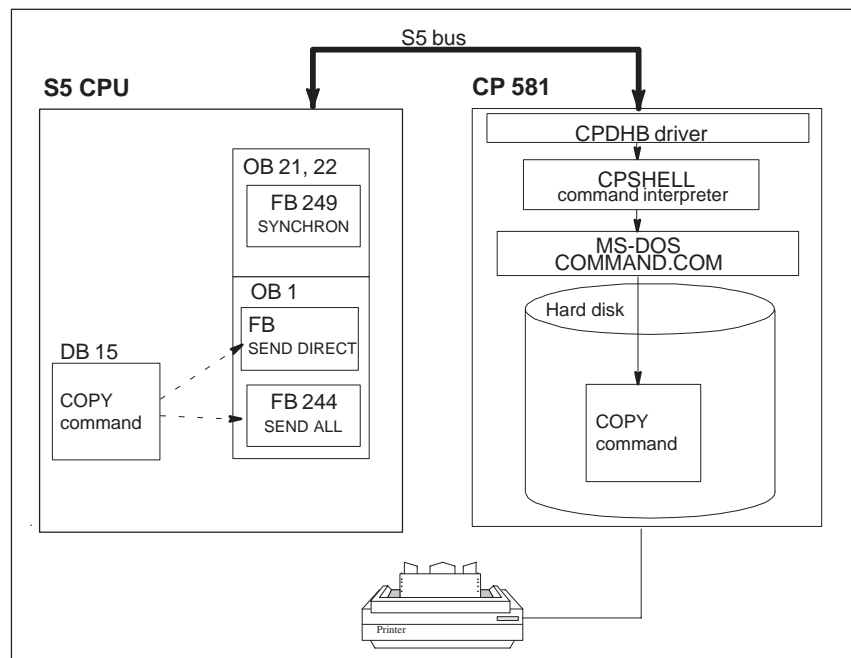 S5 bus
S5 CPU
OB 21, 22
FB 249
SYNCHRON
OB 1
FB
SEND DIRECT
FB 244
SEND ALL
DB 15
COPY
command
CP 581
CPDHB driver
CPSHELL
command interpreter
MS-DOS
COMMAND.COM
Hard disk
COPY
command
Printer